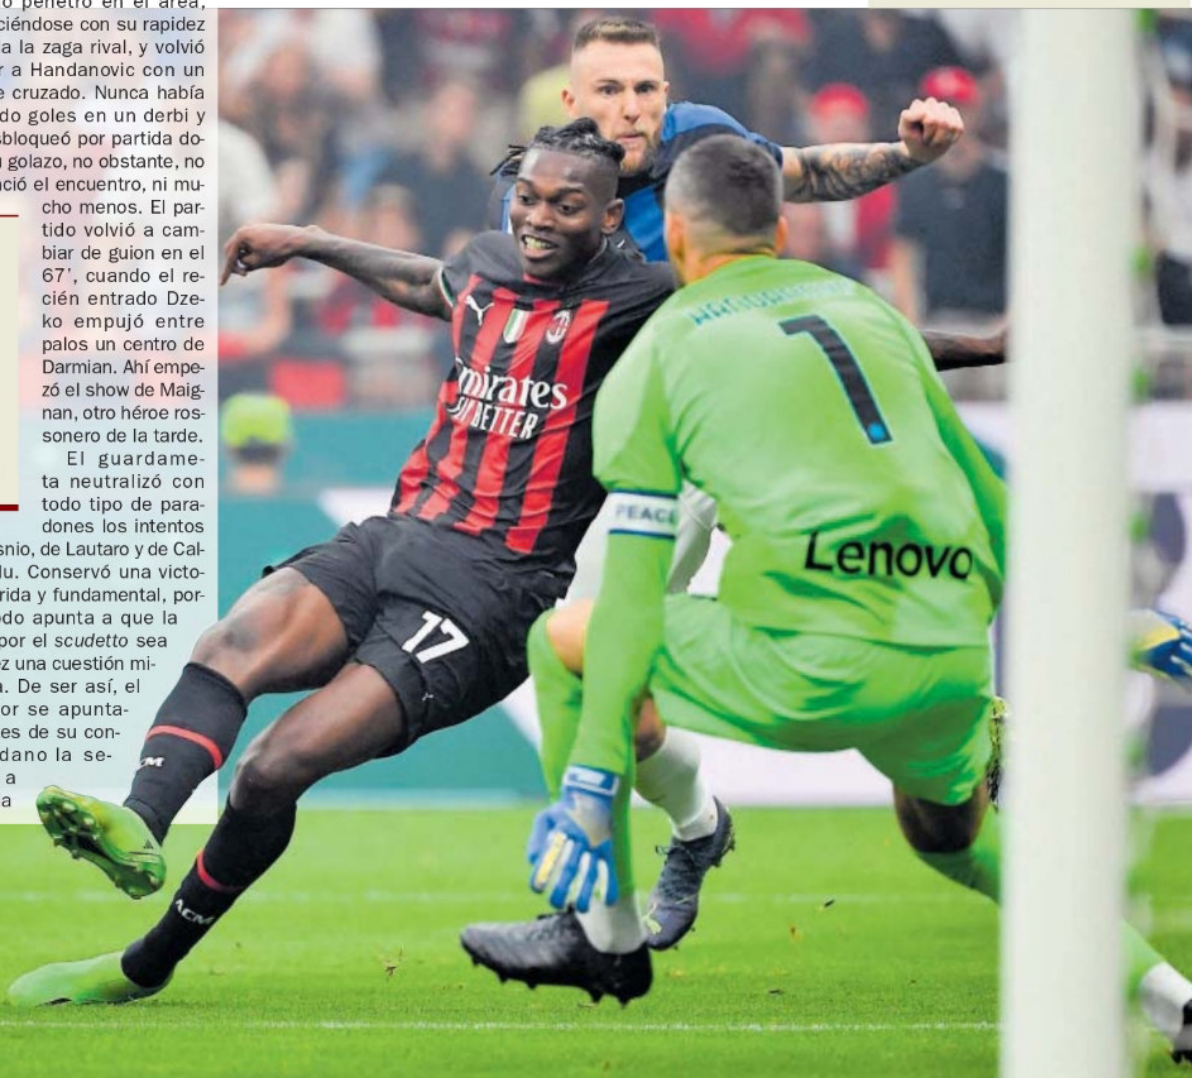 penetró en el área,
ciéndose con su rapidez
a la zaga rival, y volvió
r a Handanovic con un
e cruzado. Nunca había
do goles en un derbi y
sbloqueó por partida do-
golazo, no obstante, no
ció el encuentro, ni mu-
cho menos. El par-
tido volvió a cam-
biar de guion en el
67', cuando el re-
cién entrado Dze-
ko empujó entre
palos un centro de
Darmian. Ahí empe-
zó el show de Maig-
nan, otro héroe ros-
sonero de la tarde.
El guardame-
ta neutralizó con
todo tipo de para-
dones los intentos
snio, de Lautaro y de Cal-
lu. Conservó una victo-
rida y fundamental, por-
odo apunta a que la
por el scudetto sea
ez una cuestión mi-
a. De ser así, el
or se apunta-
es de su con-
dano la se-
a
a
mirates
BETTER
17
ACM
ACM
1
PEACE
Lenovo